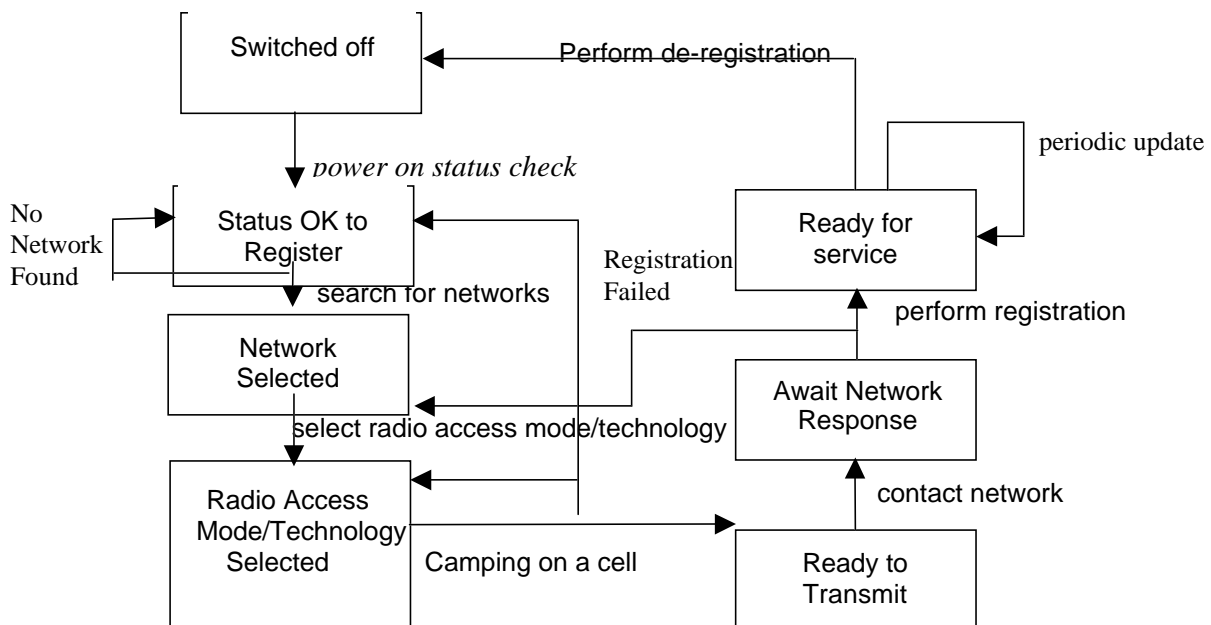 Switched off
Perform de-registration
periodic update
power on status check
No
Network
Found
Status OK to
Register
Ready for
service
Registration
Failed
search for networks
perform registration
Network
Selected
Await Network
Response
select radio access mode/technology
Radio Access
Mode/Technology
Selected
contact network
Camping on a cell
Ready to
Transmit